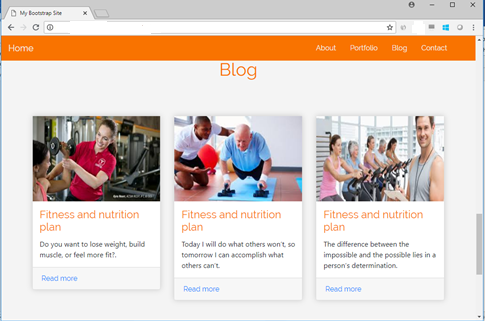 My Bootstrap Site
Home About Portfolio Blog Contact
Blog
Fitness and nutrition
plan
Do you want to lose weight, build
muscle, or feel more fit?.
Read more
Fitness and nutrition
plan
Today I will do what others won't, so
tomorrow I can accomplish what
others can't.
Read more
Fitness and nutrition
plan
The difference between the
impossible and the possible lies in a
person's determination.
Read more